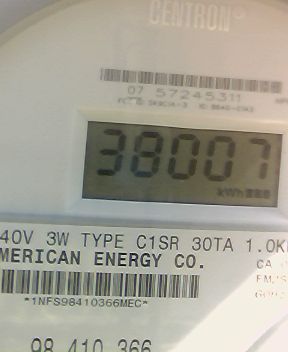 CENTRON®
07 57245311
38007
kWh
40V 3W TYPE C1SR 30TA 1.0K
MERICAN ENERGY CO.
CA
*1NFS98410366MEC*
98 410 366